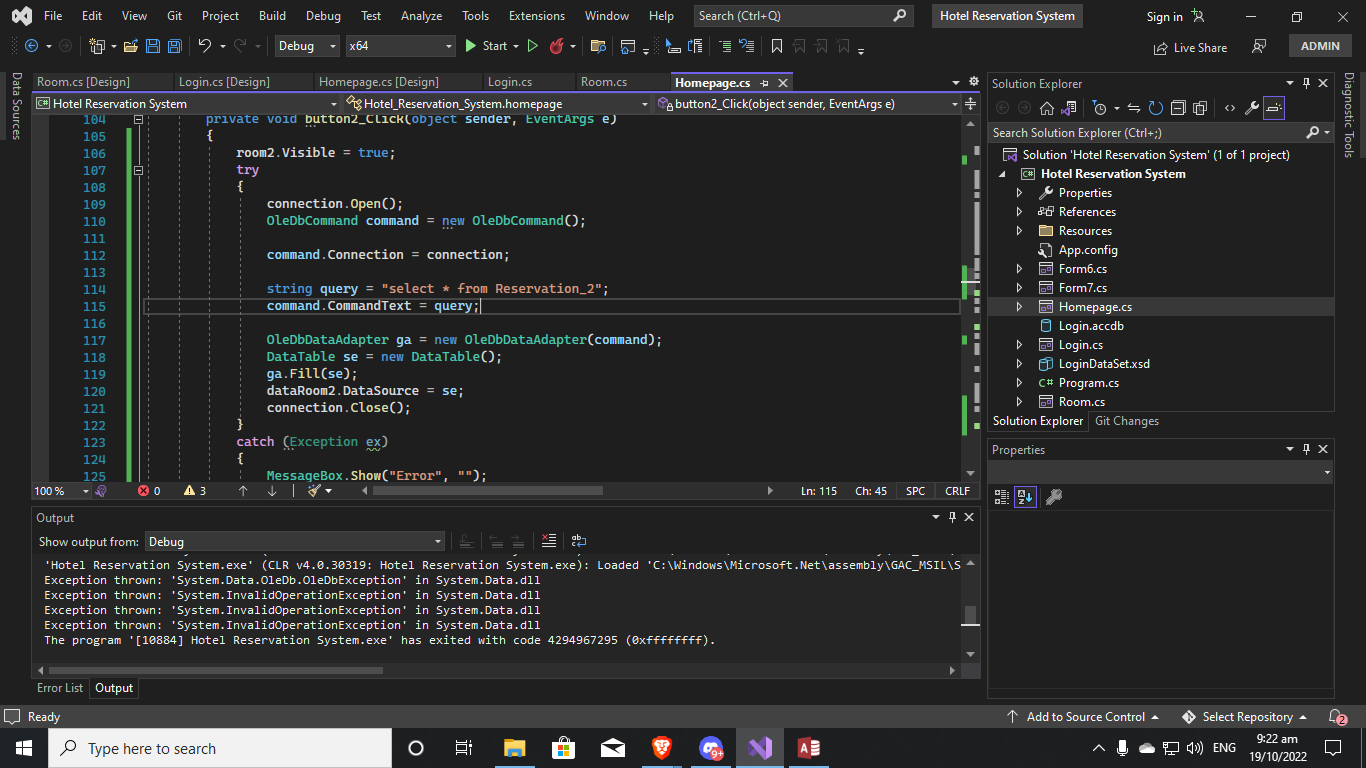 File Edit View Git Project Build Debug Test Analyze Tools Extensions Window Help Search (Ctrl+Q) Hotel Reservation System Sign in
Debug x64 Start Live Share ADMIN
Data Sources
Room.cs [Design] Login.cs [Design] Homepage.cs [Design] Login.cs Room.cs Homepage.cs
Hotel Reservation System Hotel_Reservation_System.homepage button2_Click(object sender, EventArgs e)
104 private void button2_Click(object sender, EventArgs e)
105 {
106 room2.Visible = true;
107 try
108 {
109 connection.Open();
110 OleDbCommand command = new OleDbCommand();
111
112 command.Connection = connection;
113
114 string query = "select * from Reservation_2";
115 command.CommandText = query;
116
117 OleDbDataAdapter ga = new OleDbDataAdapter(command);
118 DataTable se = new DataTable();
119 ga.Fill(se);
120 dataRoom2.DataSource = se;
121 connection.Close();
122 }
123 catch (Exception ex)
124 {
125 MessageBox.Show("Error", "");
100 % 0 3 Ln: 115 Ch: 45 SPC CRLF
Output
Show output from: Debug
'Hotel Reservation System.exe' (CLR v4.0.30319: Hotel Reservation System.exe): Loaded 'C:\Windows\Microsoft.Net\assembly\GAC_MSIL\S
Exception thrown: 'System.Data.OleDb.OleDbException' in System.Data.dll
Exception thrown: 'System.InvalidOperationException' in System.Data.dll
Exception thrown: 'System.InvalidOperationException' in System.Data.dll
Exception thrown: 'System.InvalidOperationException' in System.Data.dll
The program '[10884] Hotel Reservation System.exe' has exited with code 4294967295 (0xffffffff).
Error List Output
Solution Explorer
Search Solution Explorer (Ctrl+;)
Solution 'Hotel Reservation System' (1 of 1 project)
C# Hotel Reservation System
Properties
References
Resources
App.config
Form6.cs
Form7.cs
Homepage.cs
Login.accdb
Login.cs
LoginDataSet.xsd
C# Program.cs
Room.cs
Solution Explorer Git Changes
Properties
Diagnostic Tools
Ready Add to Source Control Select Repository 2
Type here to search 9+ ENG 9:22 am
19/10/2022